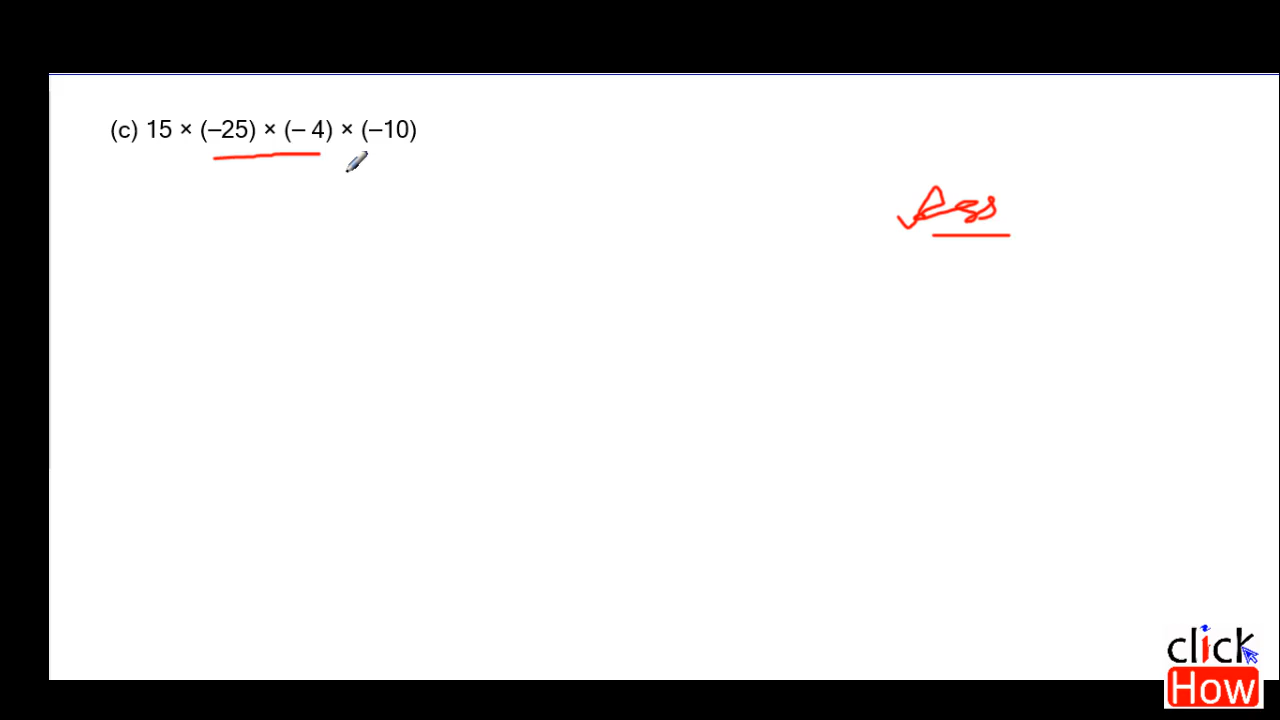 (c) 15 × (–25) × (– 4) × (–10)
click
How